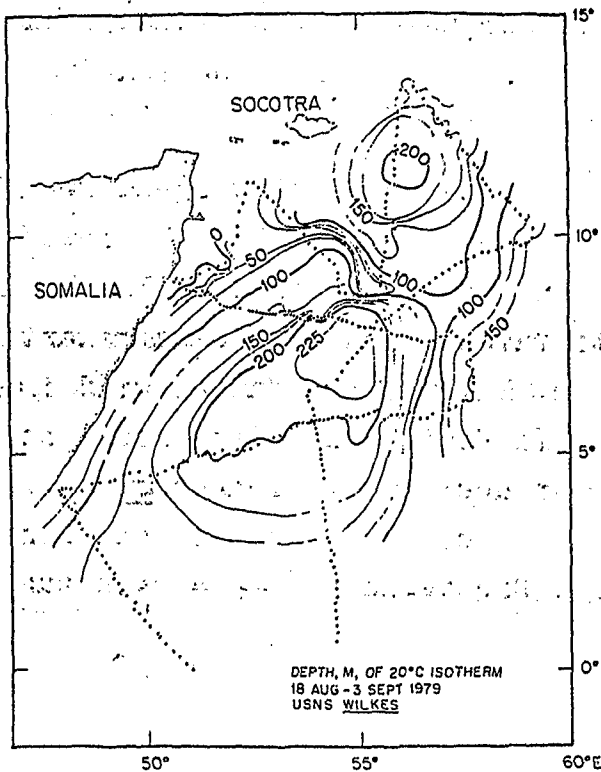 15°
SOCOTRA
200
150
0
10°
50
100
100
SOMALIA
100
150
150
225
200
5°
DEPTH, M, OF 20°C ISOTHERM
18 AUG - 3 SEPT 1979
USNS WILKES
0°
50°
55°
60°E